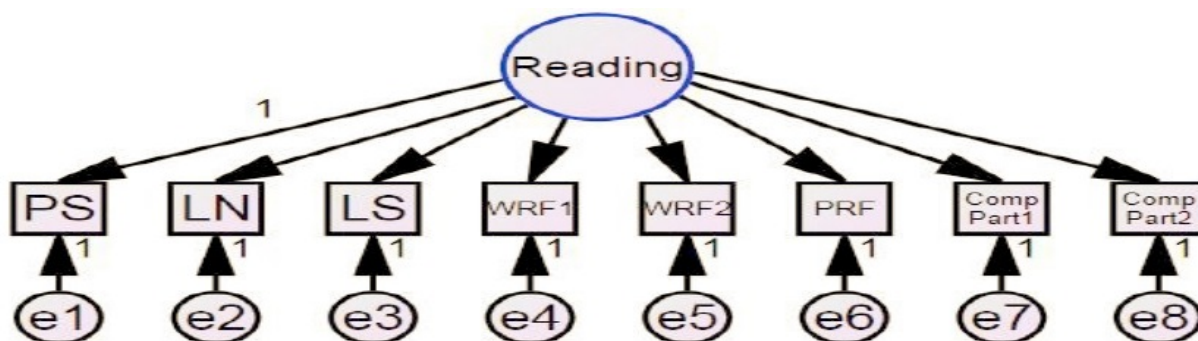 Reading
1
PS LN LS WRF1 WRF2 PRF Comp Part1 Comp Part2
1 1 1 1 1 1 1 1
e1 e2 e3 e4 e5 e6 e7 e8